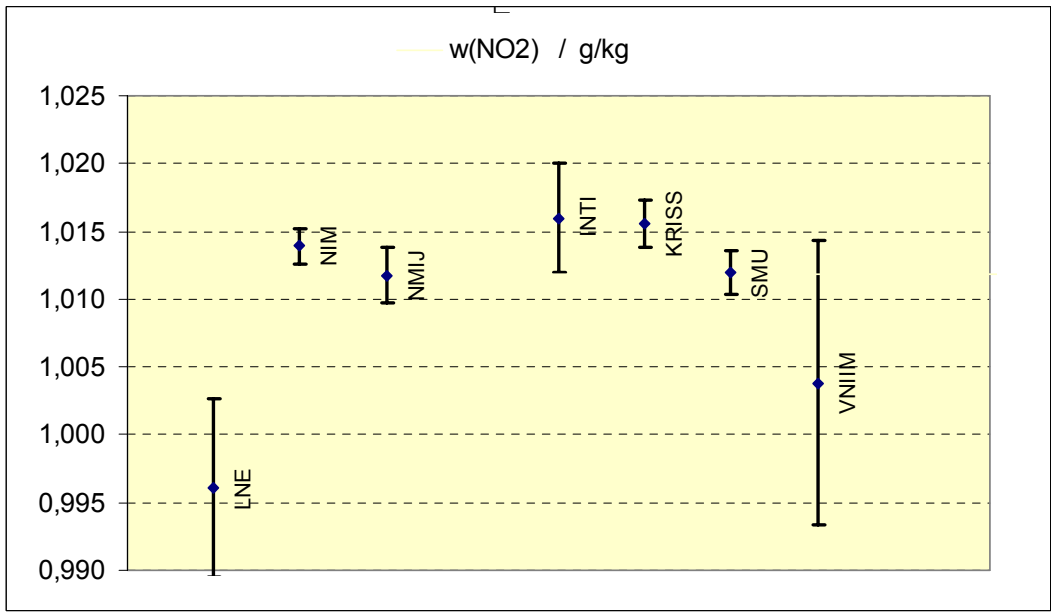 w(NO2) / g/kg
1,025
1,020
1,015
1,010
1,005
1,000
0,995
0,990
LNE
NIM
NMIJ
INTI
KRISS
SMU
VNIIM